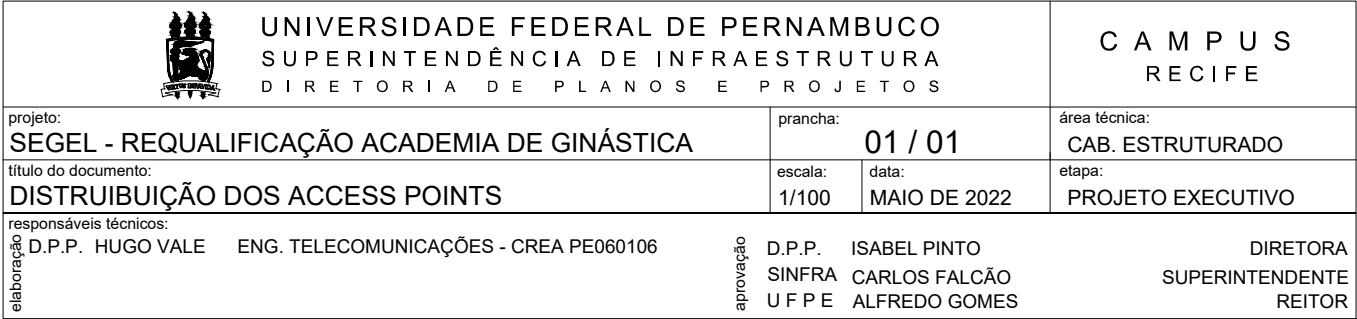 UNIVERSIDADE FEDERAL DE PERNAMBUCO
SUPERINTENDÊNCIA DE INFRAESTRUTURA
DIRETORIA DE PLANOS E PROJETOS
CAMPUS
RECIFE
projeto:
SEGEL - REQUALIFICAÇÃO ACADEMIA DE GINÁSTICA
prancha:
01 / 01
área técnica:
CAB. ESTRUTURADO
título do documento:
DISTRUIBUIÇÃO DOS ACCESS POINTS
escala:
1/100
data:
MAIO DE 2022
etapa:
PROJETO EXECUTIVO
responsáveis técnicos:
elaboração
D.P.P. HUGO VALE ENG. TELECOMUNICAÇÕES - CREA PE060106
aprovação
D.P.P. ISABEL PINTO DIRETORA
SINFRA CARLOS FALCÃO SUPERINTENDENTE
UFPE ALFREDO GOMES REITOR